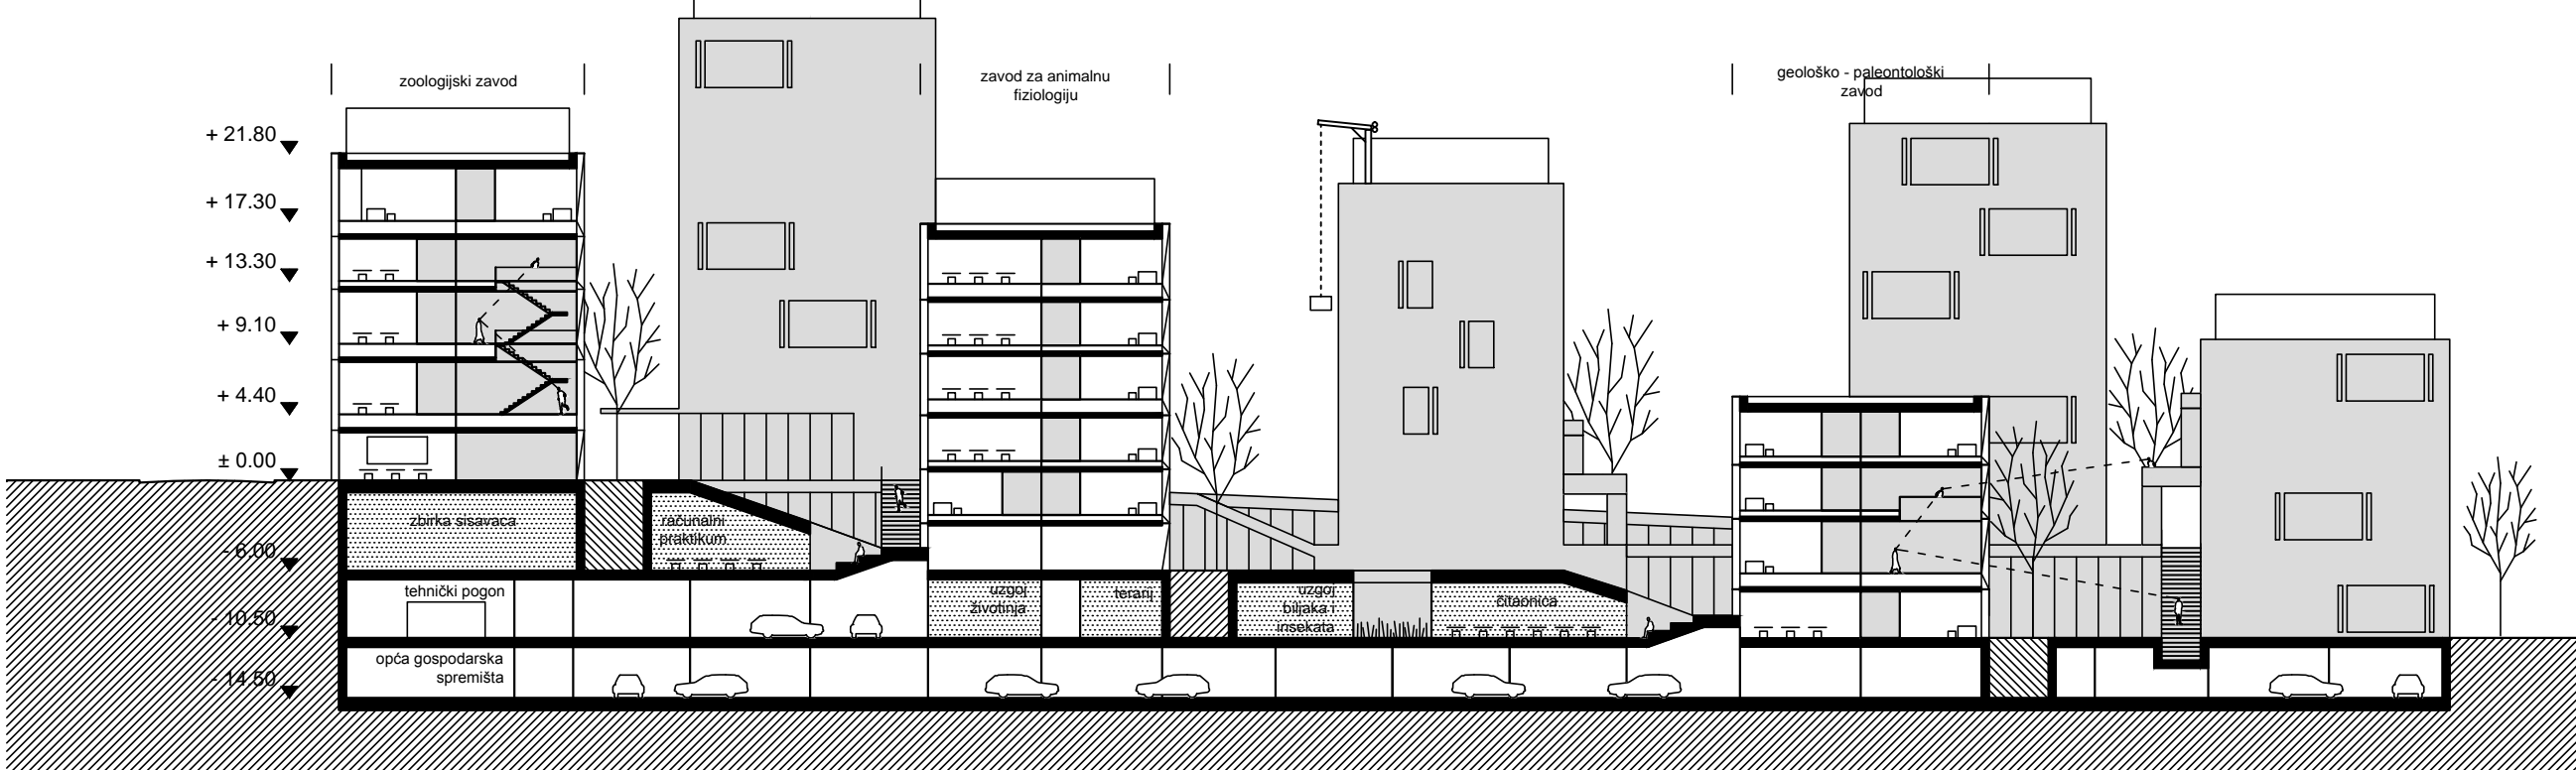 zoologijski zavod
zavod za animalnu
fiziologiju
geološko - paleontološki
zavod
+ 21.80
+ 17.30
+ 13.30
+ 9.10
+ 4.40
± 0.00
- 6.00
- 10.50
- 14.50
zbirka sisavaca
računalni
praktikum
tehnički pogon
uzgoj
životinja
terarij
uzgoj
biljaka i
insekata
čitaonica
opća gospodarska
spremišta